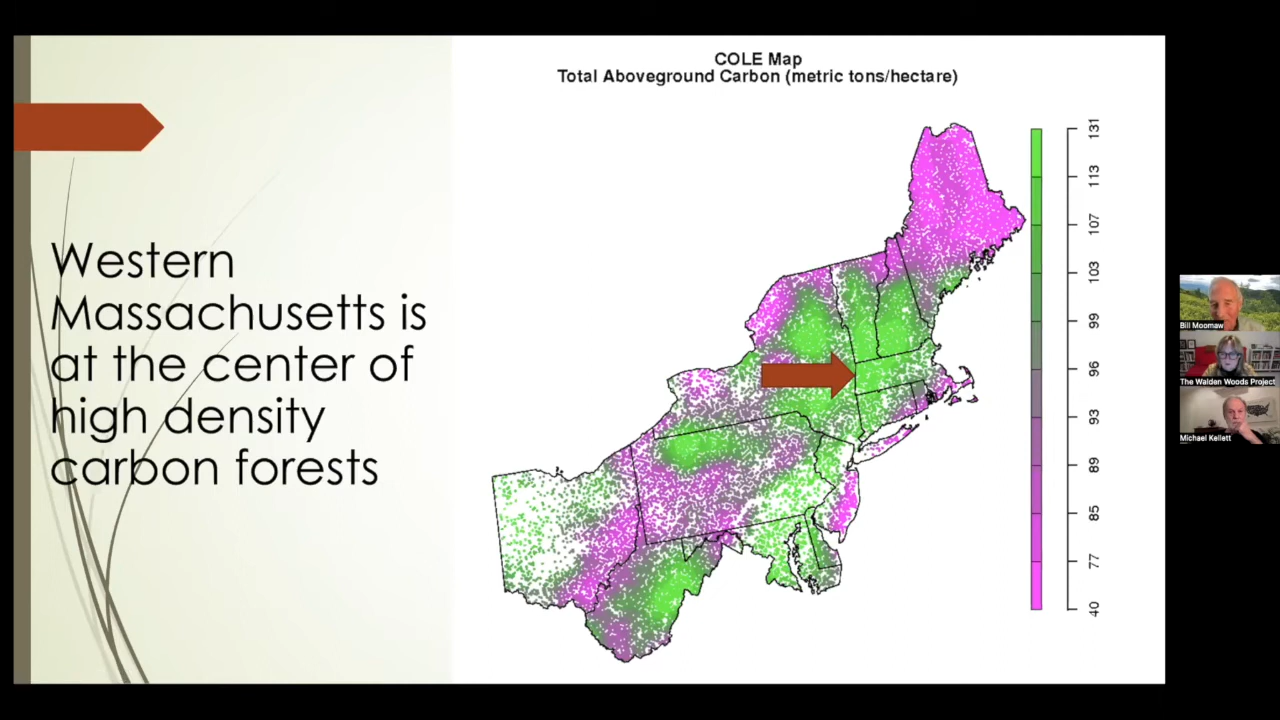 COLE Map
Total Aboveground Carbon (metric tons/hectare)
Western
Massachusetts is
at the center of
high density
carbon forests
131
113
107
103
99
96
93
89
85
77
40
Bill Moomaw
The Walden Woods Project
Michael Kellett